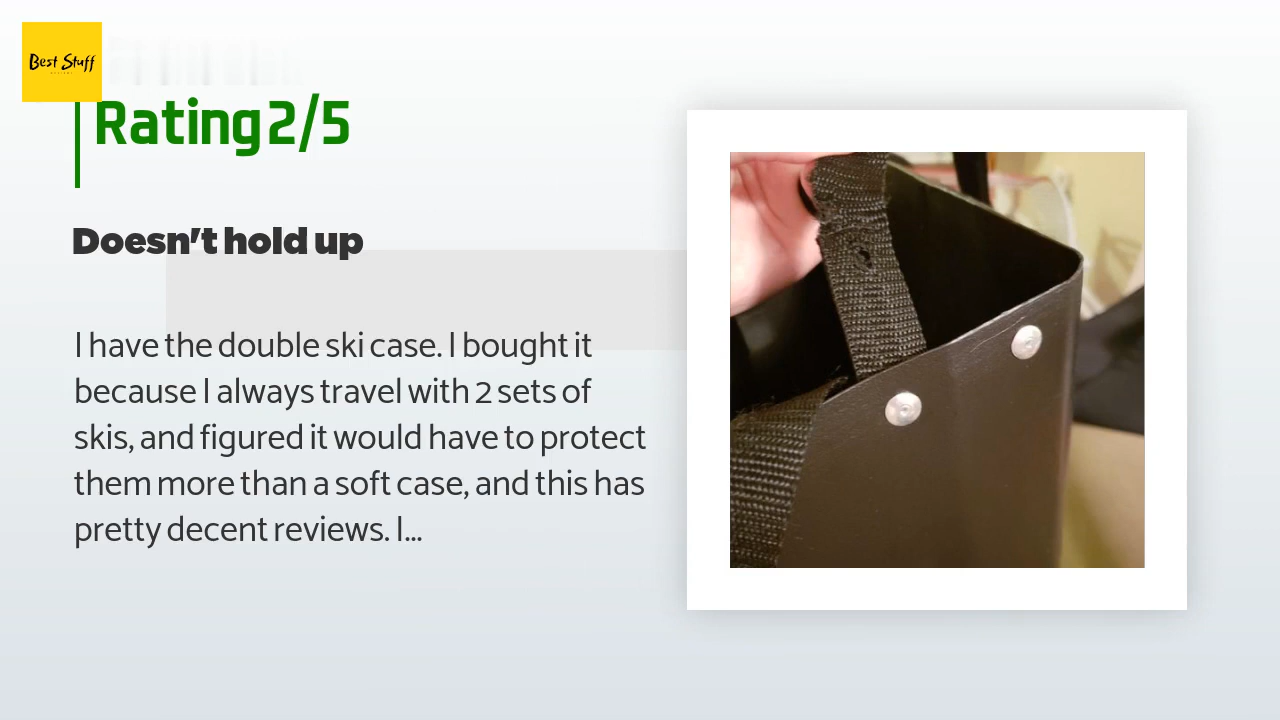 Best Stuff
Rating 2/5
Doesn't hold up
I have the double ski case. I bought it
because I always travel with 2 sets of
skis, and figured it would have to protect
them more than a soft case, and this has
pretty decent reviews. I...